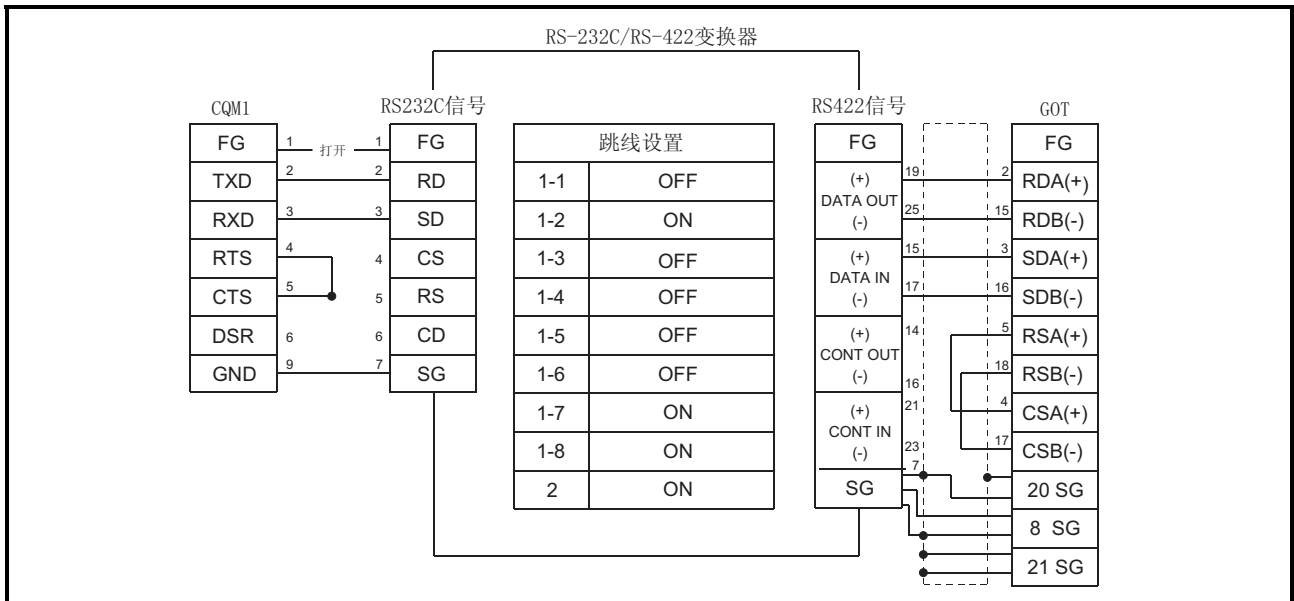 RS-232C/RS-422变换器
CQM1
FG 1
TXD 2
RXD 3
RTS 4
CTS 5
DSR 6
GND 9
打开
RS232C信号
1 FG
2 RD
3 SD
4 CS
5 RS
6 CD
7 SG
跳线设置
1-1 OFF
1-2 ON
1-3 OFF
1-4 OFF
1-5 OFF
1-6 OFF
1-7 ON
1-8 ON
2 ON
RS422信号
FG
(+) 19
DATA OUT
(-) 25
(+) 15
DATA IN
(-) 17
(+) 14
CONT OUT
(-) 16
(+) 21
CONT IN
(-) 23
7
SG
GOT
FG
2 RDA(+)
15 RDB(-)
3 SDA(+)
16 SDB(-)
5 RSA(+)
18 RSB(-)
4 CSA(+)
17 CSB(-)
20 SG
8 SG
21 SG